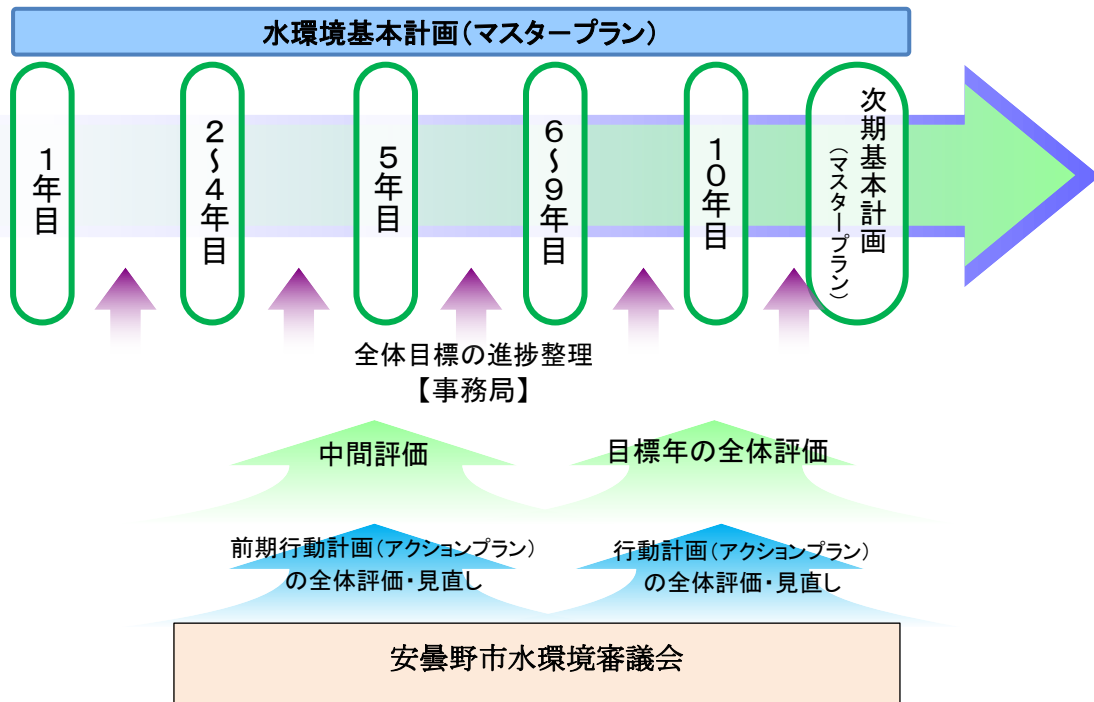 水環境基本計画(マスタープラン)
1年目
2～4年目
5年目
6～9年目
10年目
次期基本計画
(マスタープラン)
全体目標の進捗整理
【事務局】
中間評価
目標年の全体評価
前期行動計画(アクションプラン)
の全体評価・見直し
行動計画(アクションプラン)
の全体評価・見直し
安曇野市水環境審議会